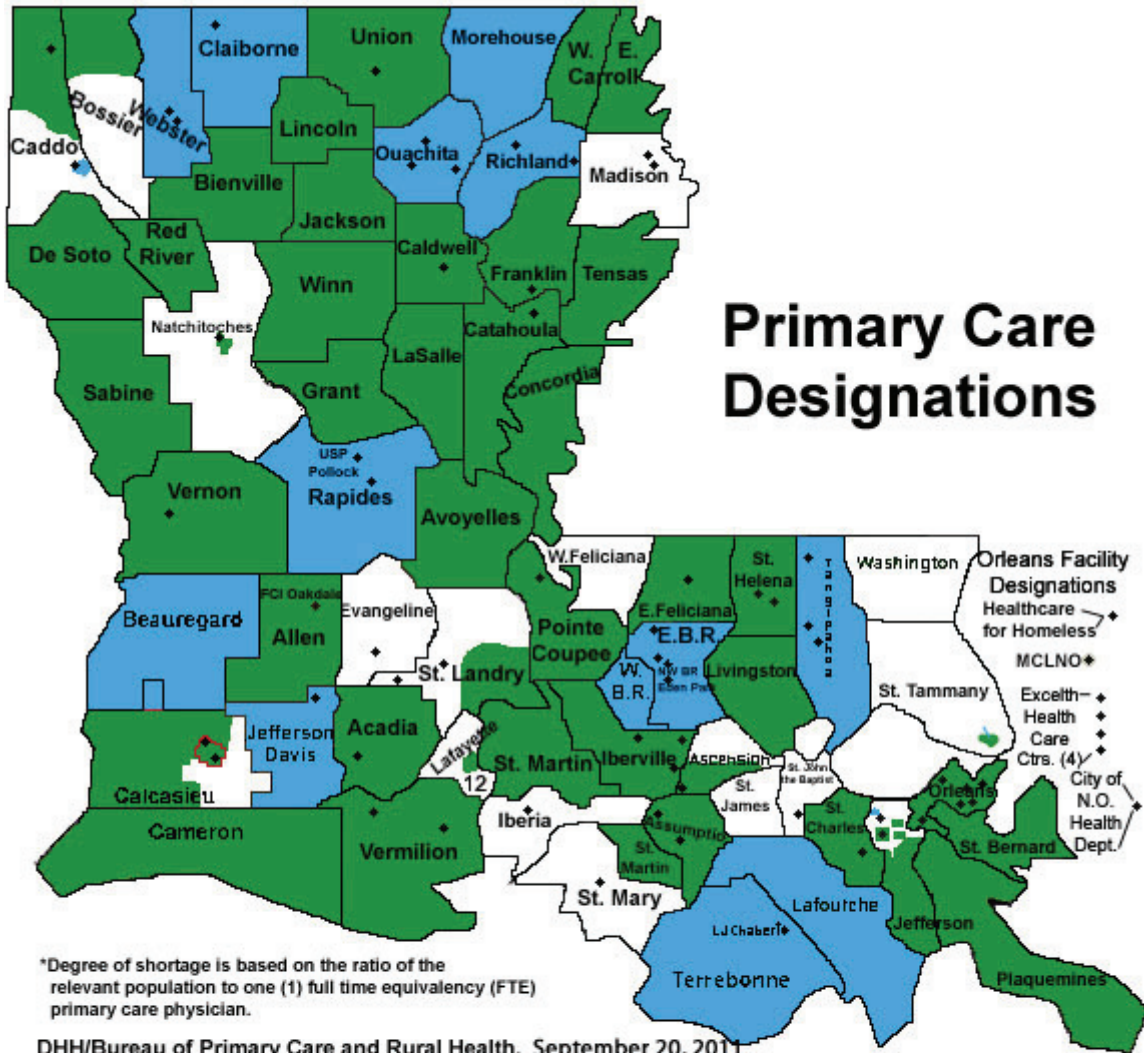 Claiborne
Union
Morehouse
W.
Carroll
E.
Bossier
Webster
Lincoln
Caddo
Ouachita
Richland
Madison
Bienville
Jackson
De Soto
Red
River
Caldwell
Winn
Franklin
Tensas
Natchitoches
Catahoula
LaSalle
Primary Care
Designations
Sabine
Grant
Concordia
USP
Pollock
Rapides
Vernon
Avoyelles
W.Feliciana
St.
Helena
Tangipahoa
Washington
Orleans Facility
Designations
Healthcare
for Homeless
MCLNO
Excelth
Health
Care
Ctrs. (4)
City of
N.O.
Health
Dept.
FCI Oakdale
Allen
Beauregard
Evangeline
E.Feliciana
Pointe
Coupee
E.B.R.
W.
B.R.
NW BR
Eden Park
Livingston
St. Landry
St. Tammany
Jefferson
Davis
Acadia
Lafayette
12
St. Martin
Iberville
Ascension
St. John
the Baptist
St.
James
Calcasieu
Orleans
Cameron
Vermilion
Iberia
Assumptio
St.
Charles
St. Bernard
St.
Martin
St. Mary
Lafourche
Jefferson
LJ Chabert
Terrebonne
Plaquemines
*Degree of shortage is based on the ratio of the
relevant population to one (1) full time equivalency (FTE)
primary care physician.
DHH/Bureau of Primary Care and Rural Health, September 20, 2011